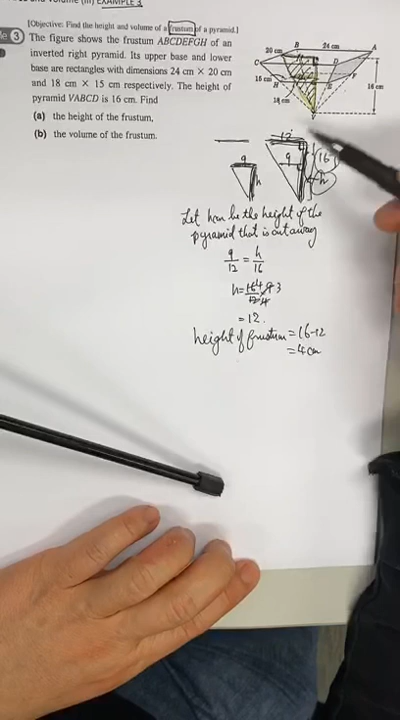 EXAMPLE 3
[Objective: Find the height and volume of a frustum of a pyramid.]
3 The figure shows the frustum ABCDEFGH of an
inverted right pyramid. Its upper base and lower
base are rectangles with dimensions 24 cm × 20 cm
and 18 cm × 15 cm respectively. The height of
pyramid VABCD is 16 cm. Find
(a) the height of the frustum,
(b) the volume of the frustum.
20 cm B 24 cm A
C D
15 cm H F
E
18 cm 16 cm
V
12
9 9 16
h h
Let h cm be the height of the
pyramid that is cut away
9/12 = h/16
= 12.
height of frustum = 16-12
= 4 cm